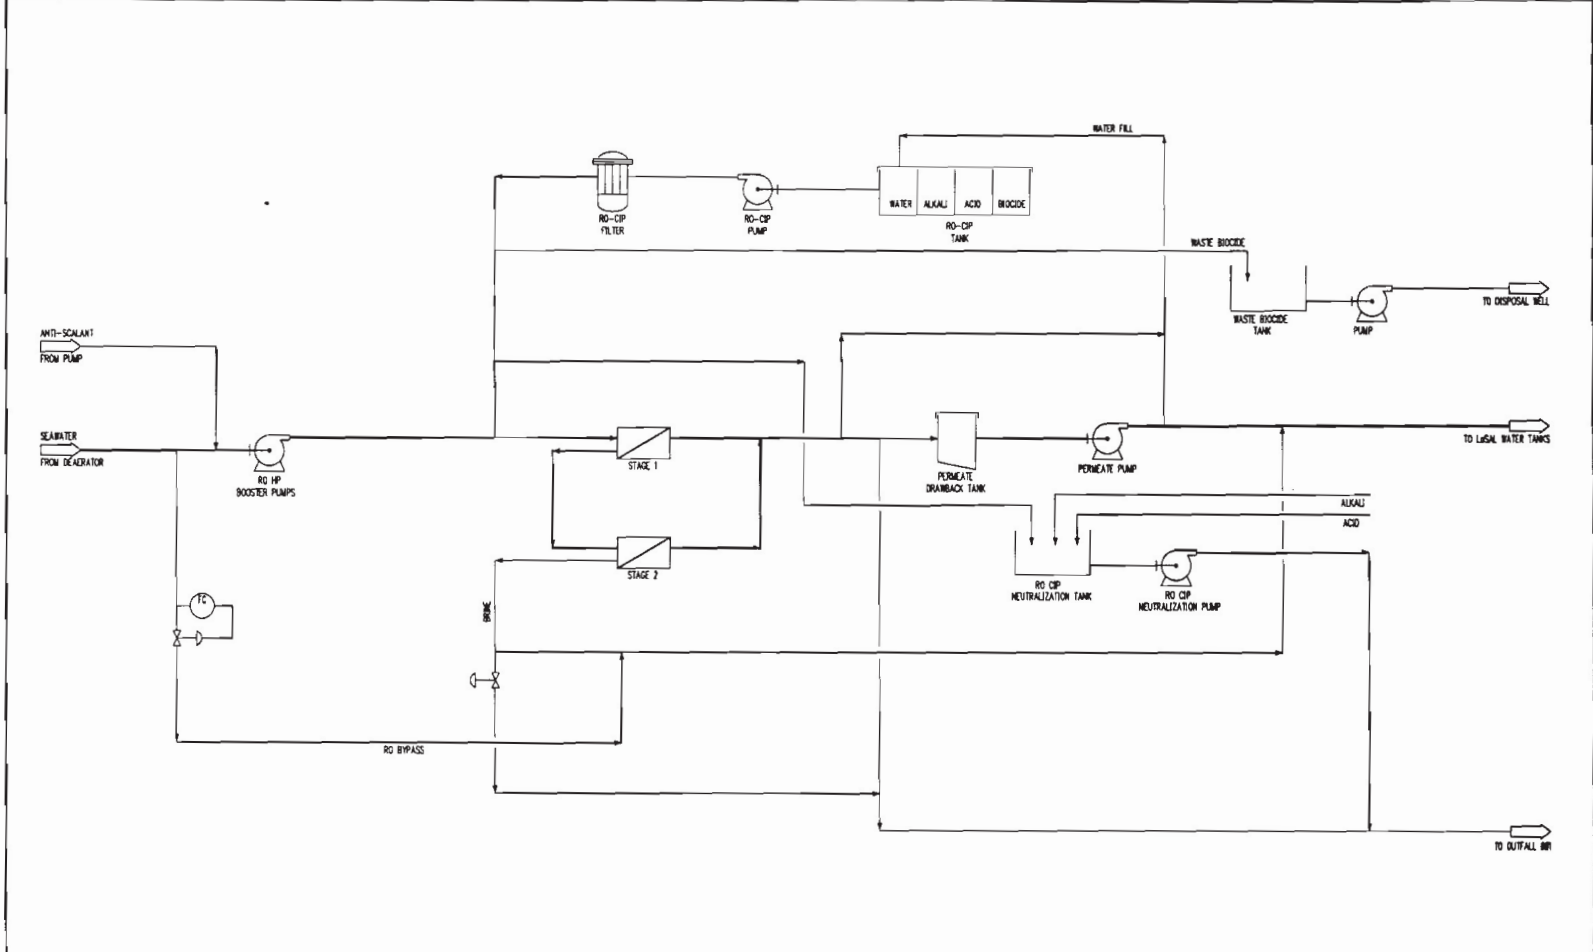 WATER FILL
WATER
ALKALI
ACID
BIOCIDE
RO-CIP
FILTER
RO-CIP
PUMP
RO-CIP
TANK
WASTE BIOCIDE
TO DISPOSAL WELL
WASTE BIOCIDE
TANK
PUMP
ANTI-SCALANT
FROM PUMP
SEAWATER
FROM DEAERATOR
RO HP
BOOSTER PUMPS
STAGE 1
PERMEATE
DRAWBACK TANK
PERMEATE PUMP
TO LoSAL WATER TANKS
ALKALI
ACID
STAGE 2
RO CIP
NEUTRALIZATION TANK
RO CIP
NEUTRALIZATION PUMP
FC
BRINE
RO BYPASS
TO OUTFALL 001